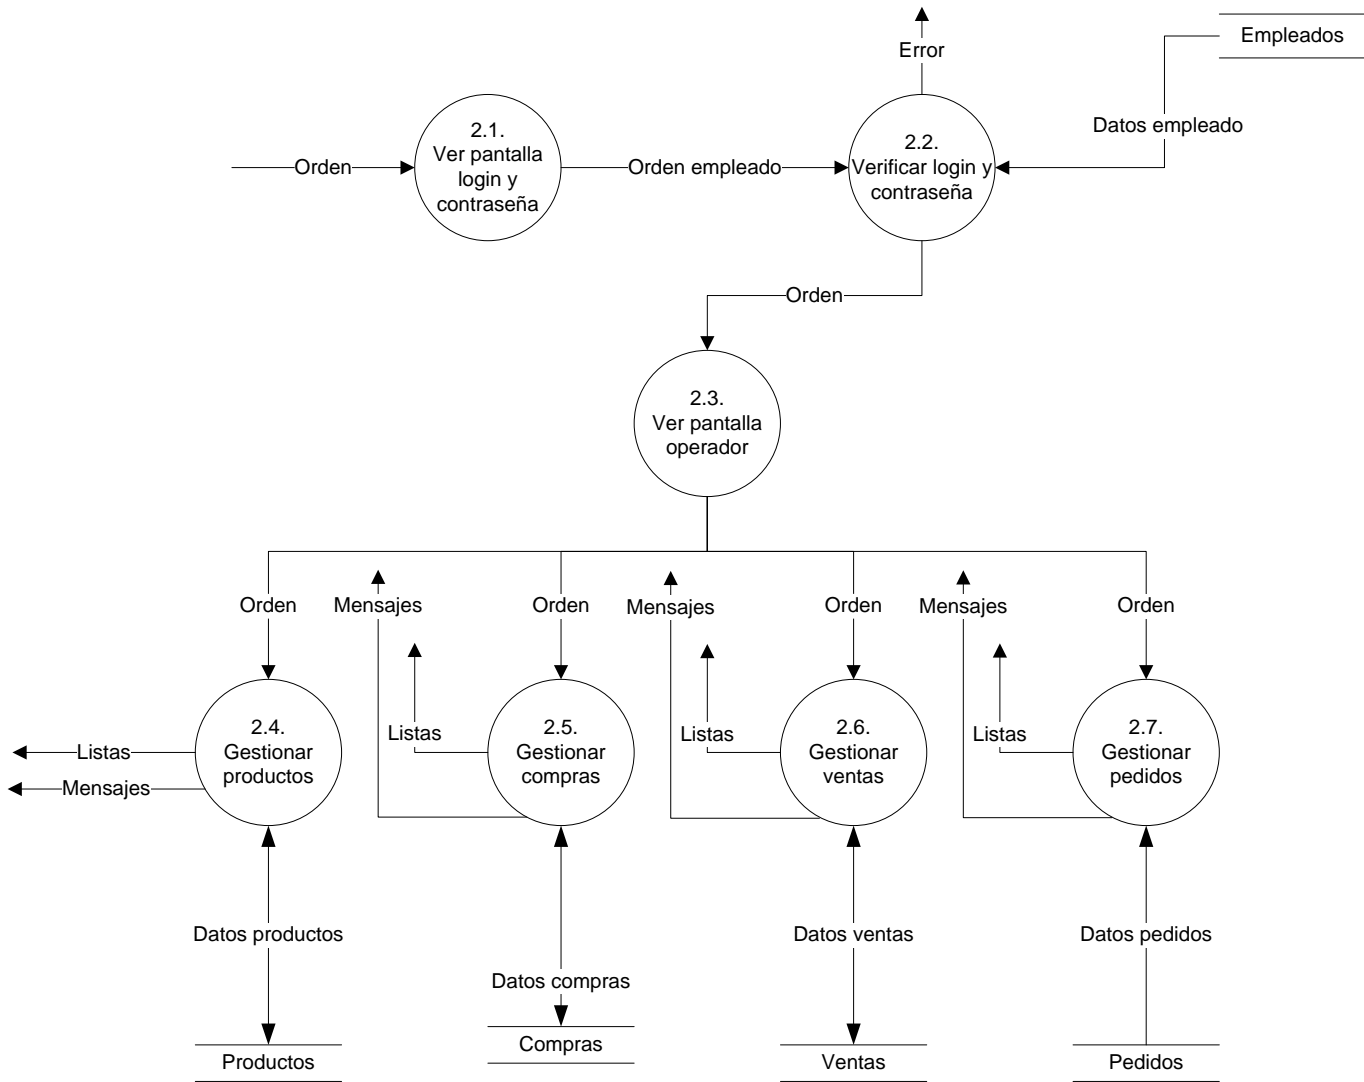 Error
Empleados
Datos empleado
2.1.
Ver pantalla
login y
contraseña
2.2.
Verificar login y
contraseña
Orden
Orden empleado
Orden
2.3.
Ver pantalla
operador
Orden
Mensajes
Orden
Mensajes
Orden
Mensajes
Orden
2.4.
Gestionar
productos
2.5.
Gestionar
compras
2.6.
Gestionar
ventas
2.7.
Gestionar
pedidos
Listas
Listas
Listas
Listas
Mensajes
Datos productos
Datos compras
Datos ventas
Datos pedidos
Productos
Compras
Ventas
Pedidos